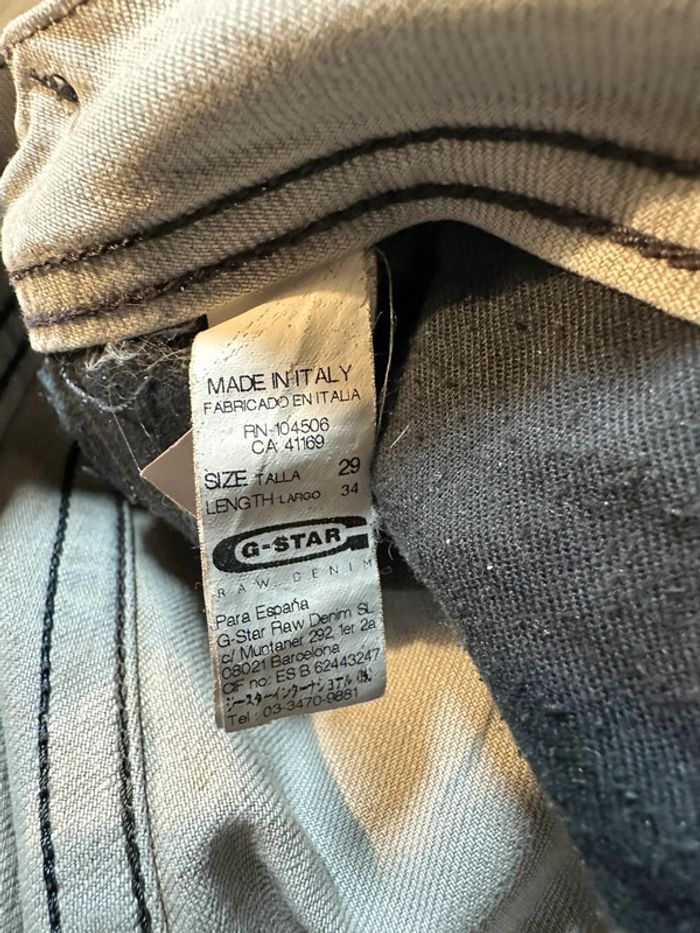 MADE IN ITALY
FABRICADO EN ITALIA
RN-104506
CA 41169
SIZE TALLA 29
LENGTH LARGO 34
G-STAR
RAW DENIM
Para España
G-Star Raw Denim SL
c/ Muntaner 292, 1er 2a
08021 Barcelona
CIF no: ES B 62443247
Tel : 03-3470-9881